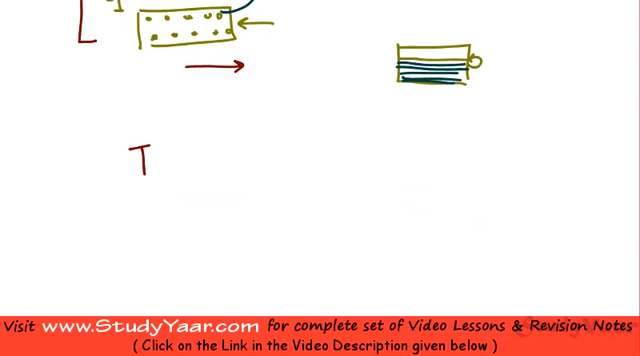 T
Visit www.StudyYaar.com for complete set of Video Lessons & Revision Notes
( Click on the Link in the Video Description given below )